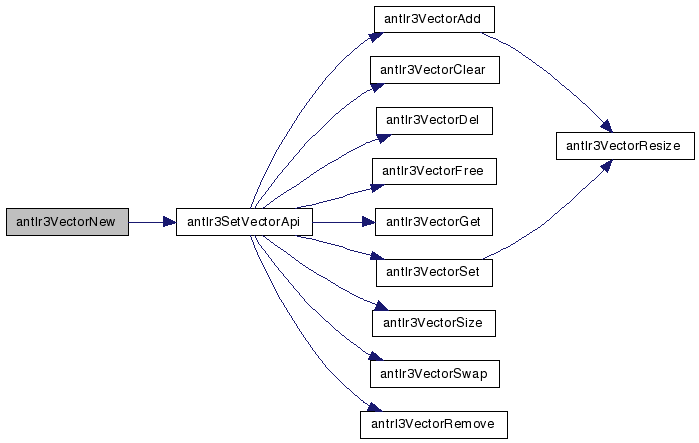 antlr3VectorNew
antlr3SetVectorApi
antlr3VectorAdd
antlr3VectorClear
antlr3VectorDel
antlr3VectorFree
antlr3VectorGet
antlr3VectorSet
antlr3VectorSize
antlr3VectorSwap
antrl3VectorRemove
antlr3VectorResize